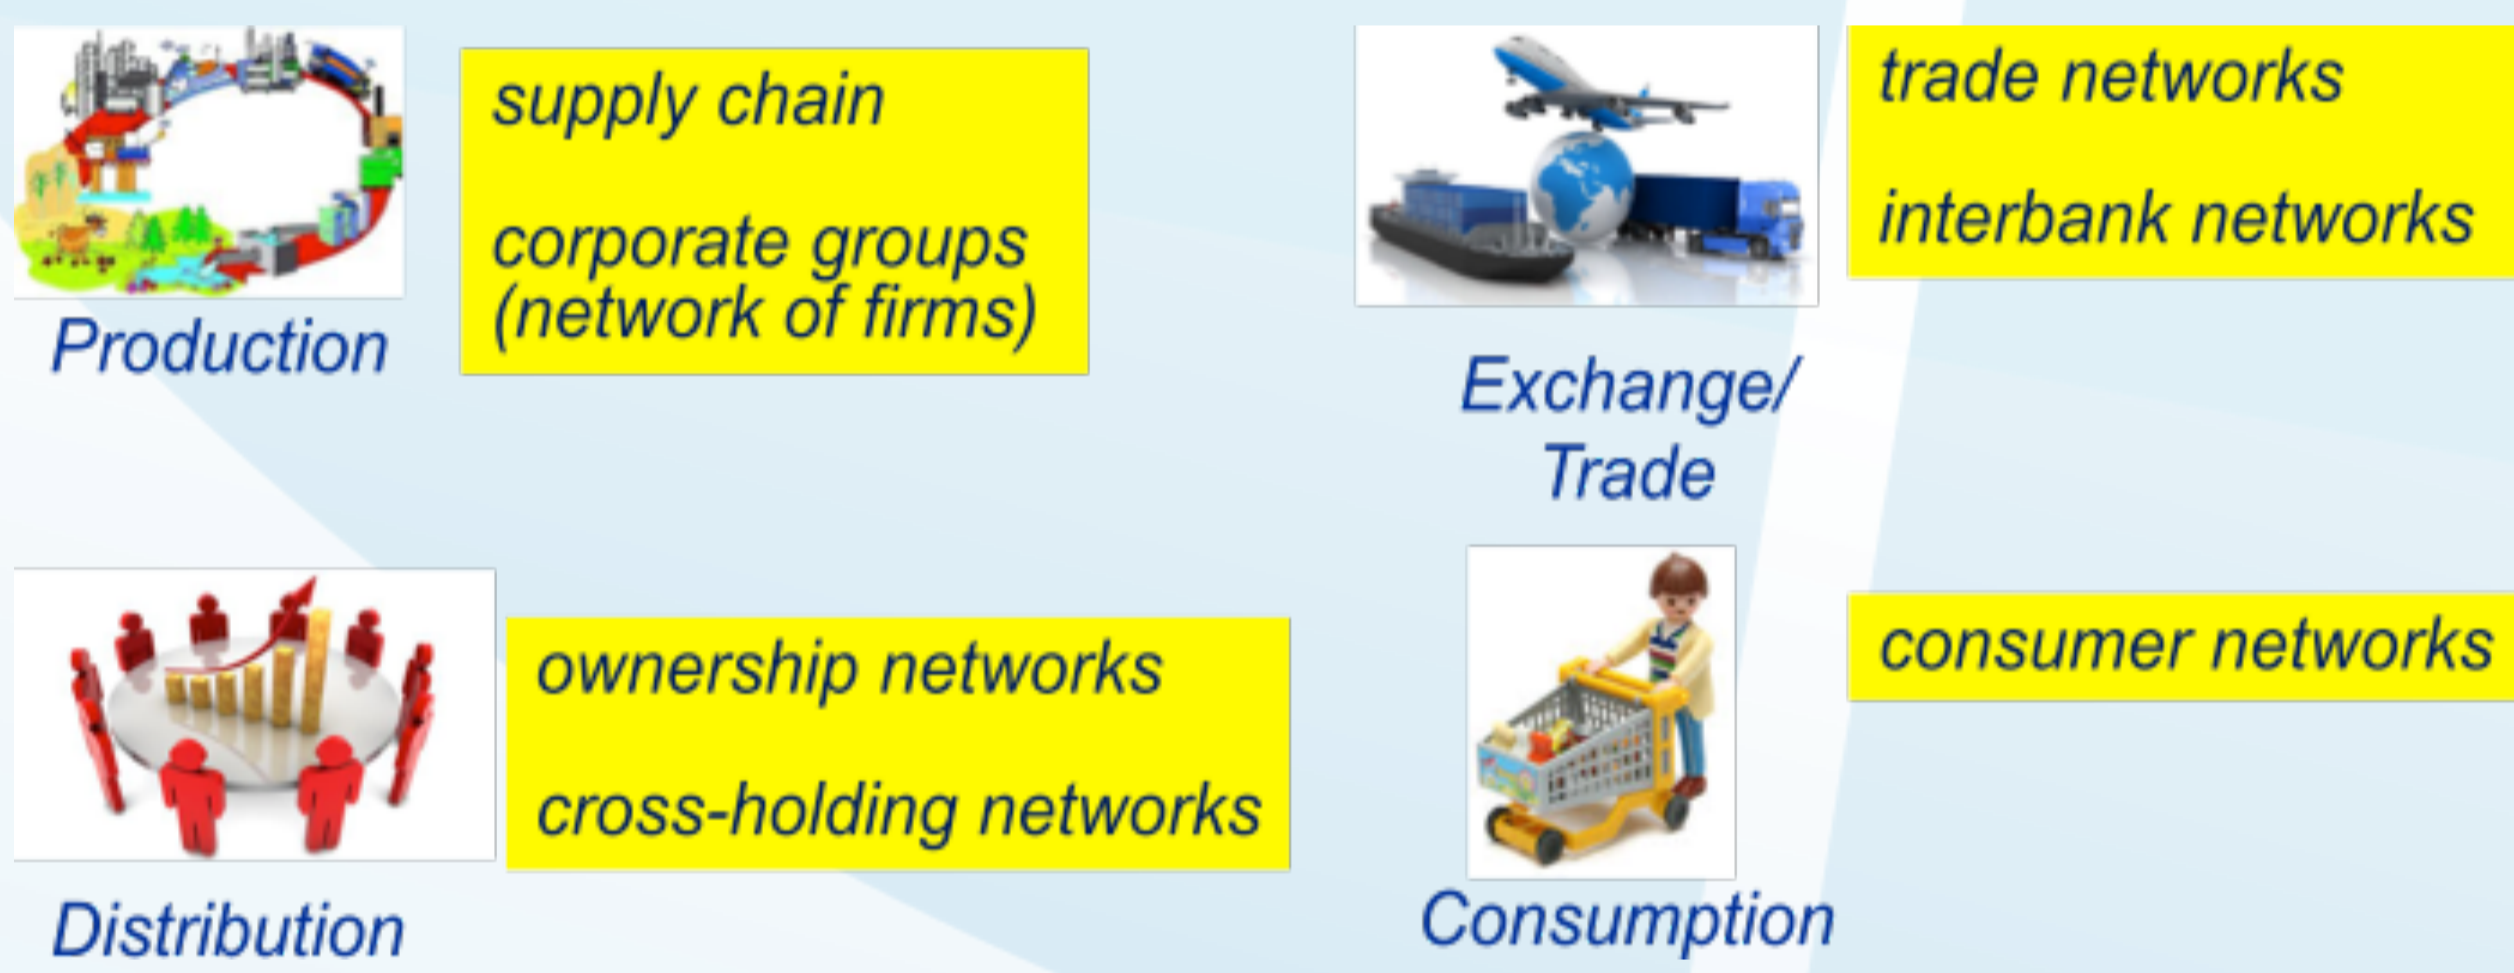 supply chain
corporate groups
(network of firms)
Production
trade networks
interbank networks
Exchange/
Trade
ownership networks
cross-holding networks
Distribution
consumer networks
Consumption